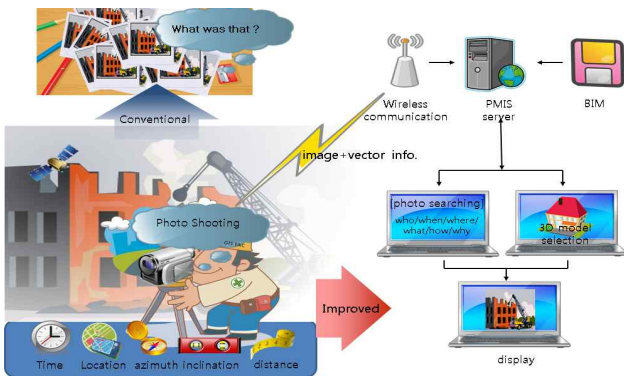 What was that ?
Conventional
Wireless
communication
PMIS
server
BIM
image+vector info.
Photo Shooting
[photo searching]
who/when/where/
what/how/why
3D model
selection
Improved
display
Time
Location
azimuth
inclination
distance